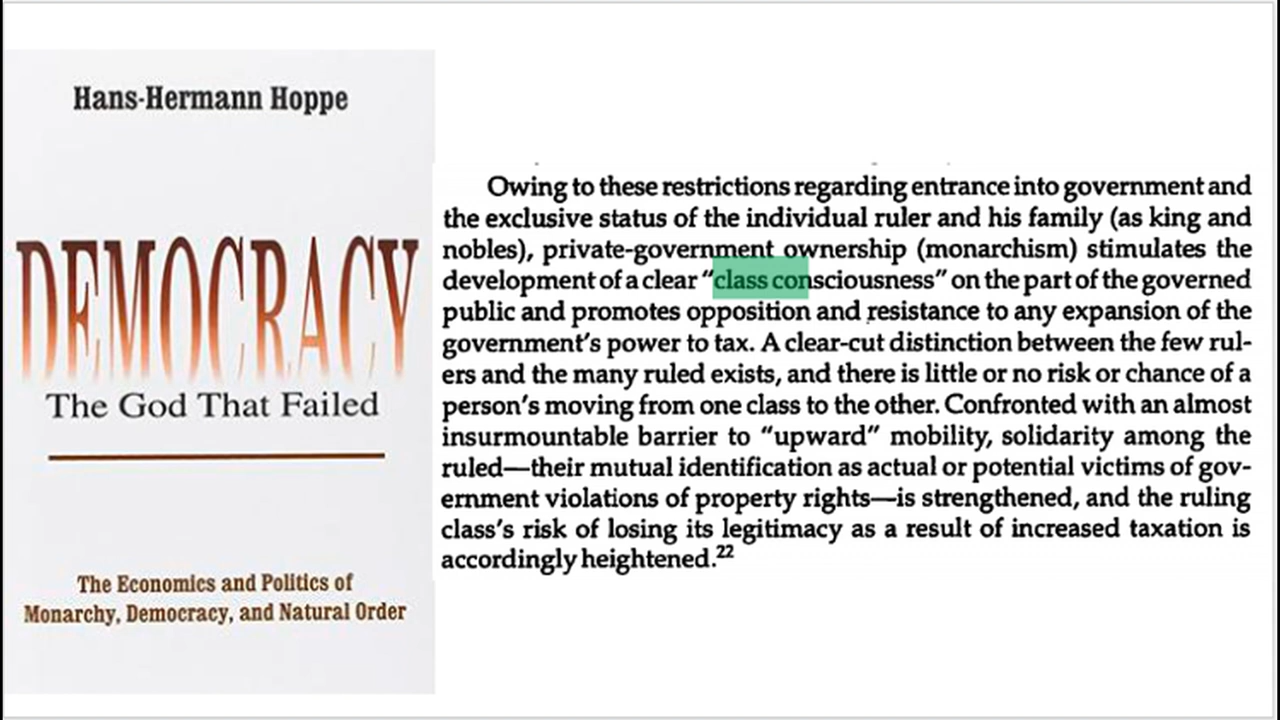 Hans-Hermann Hoppe
DEMOCRACY
The God That Failed
The Economics and Politics of
Monarchy, Democracy, and Natural Order
Owing to these restrictions regarding entrance into government and
the exclusive status of the individual ruler and his family (as king and
nobles), private-government ownership (monarchism) stimulates the
development of a clear “class consciousness” on the part of the governed
public and promotes opposition and resistance to any expansion of the
government’s power to tax. A clear-cut distinction between the few rul-
ers and the many ruled exists, and there is little or no risk or chance of a
person’s moving from one class to the other. Confronted with an almost
insurmountable barrier to “upward” mobility, solidarity among the
ruled—their mutual identification as actual or potential victims of gov-
ernment violations of property rights—is strengthened, and the ruling
class’s risk of losing its legitimacy as a result of increased taxation is
accordingly heightened.22